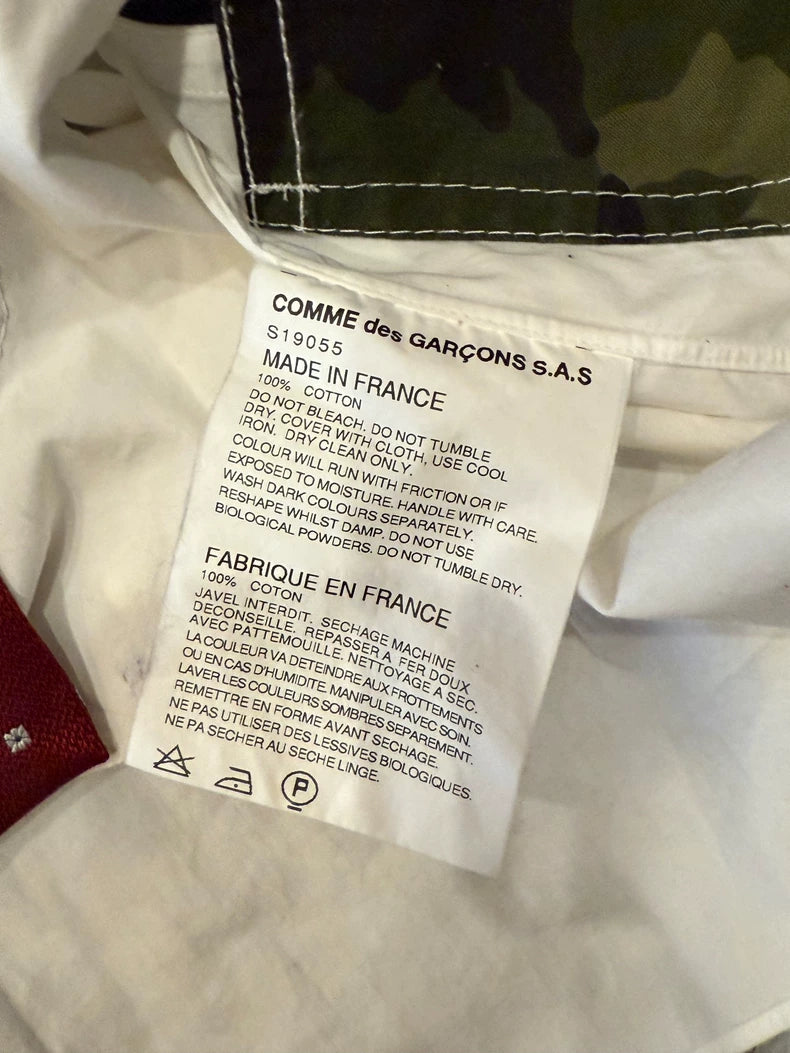 COMME des GARÇONS S.A.S
S19055
MADE IN FRANCE
100% COTTON
DO NOT BLEACH. DO NOT TUMBLE
DRY. COVER WITH CLOTH, USE COOL
IRON. DRY CLEAN ONLY.
COLOUR WILL RUN WITH FRICTION OR IF
EXPOSED TO MOISTURE. HANDLE WITH CARE.
WASH DARK COLOURS SEPARATELY.
RESHAPE WHILST DAMP. DO NOT USE
BIOLOGICAL POWDERS. DO NOT TUMBLE DRY.
FABRIQUE EN FRANCE
100% COTON
JAVEL INTERDIT. SECHAGE MACHINE
DECONSEILLE. REPASSER A FER DOUX
AVEC PATTEMOUILLE. NETTOYAGE A SEC.
LA COULEUR VA DETEINDRE AUX FROTTEMENTS
OU EN CAS D'HUMIDITE. MANIPULER AVEC SOIN.
LAVER LES COULEURS SOMBRES SEPAREMENT.
REMETTRE EN FORME AVANT SECHAGE.
NE PAS UTILISER DES LESSIVES BIOLOGIQUES.
NE PA SECHER AU SECHE LINGE.
P